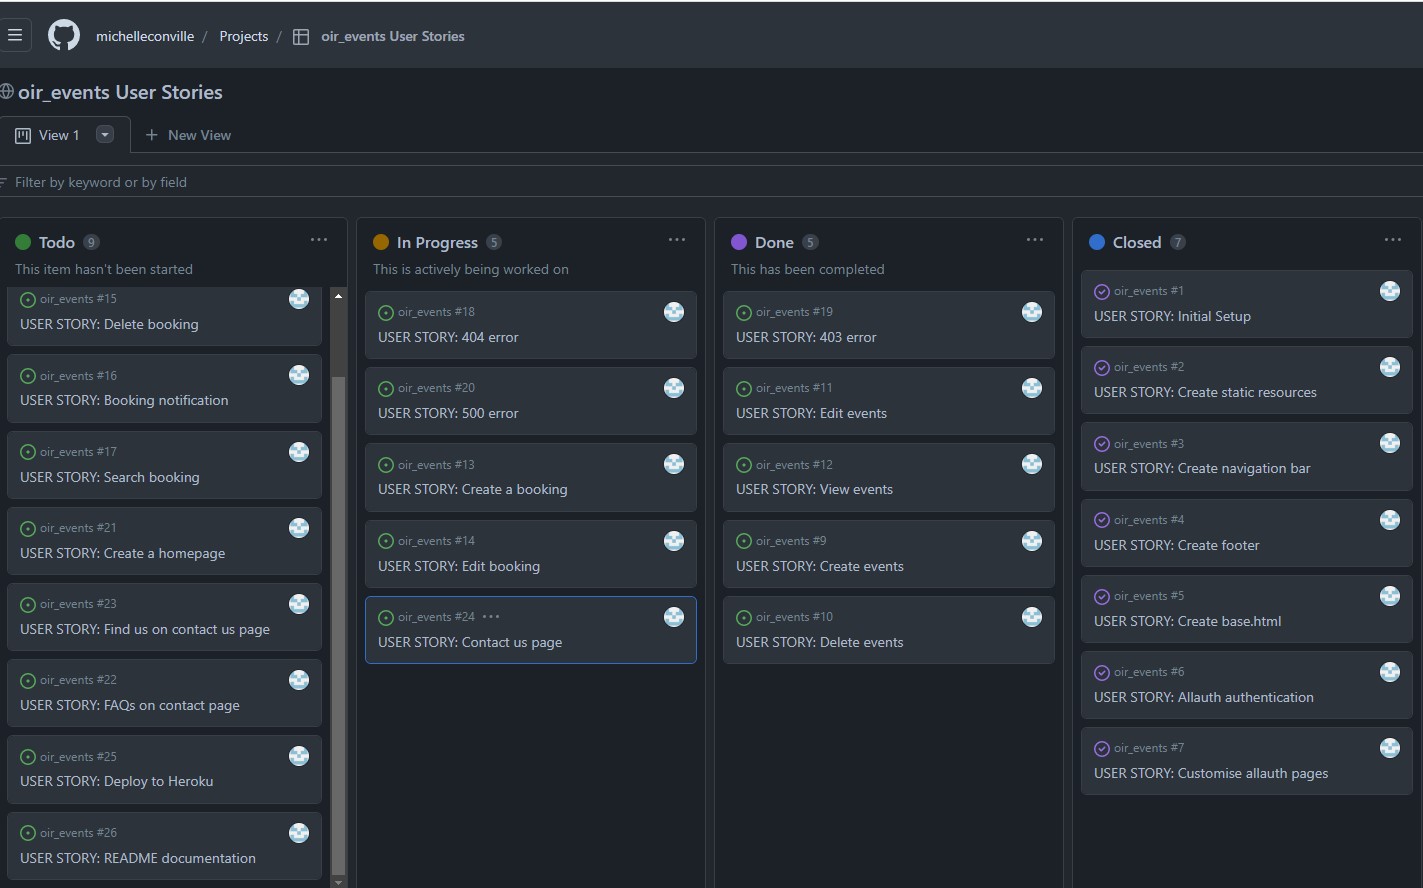 michelleconville / Projects / oir_events User Stories
oir_events User Stories
View 1
New View
Filter by keyword or by field
Todo 9
This item hasn't been started
oir_events #15
USER STORY: Delete booking
oir_events #16
USER STORY: Booking notification
oir_events #17
USER STORY: Search booking
oir_events #21
USER STORY: Create a homepage
oir_events #23
USER STORY: Find us on contact us page
oir_events #22
USER STORY: FAQs on contact page
oir_events #25
USER STORY: Deploy to Heroku
oir_events #26
USER STORY: README documentation
In Progress 5
This is actively being worked on
oir_events #18
USER STORY: 404 error
oir_events #20
USER STORY: 500 error
oir_events #13
USER STORY: Create a booking
oir_events #14
USER STORY: Edit booking
oir_events #24
USER STORY: Contact us page
Done 5
This has been completed
oir_events #19
USER STORY: 403 error
oir_events #11
USER STORY: Edit events
oir_events #12
USER STORY: View events
oir_events #9
USER STORY: Create events
oir_events #10
USER STORY: Delete events
Closed 7
oir_events #1
USER STORY: Initial Setup
oir_events #2
USER STORY: Create static resources
oir_events #3
USER STORY: Create navigation bar
oir_events #4
USER STORY: Create footer
oir_events #5
USER STORY: Create base.html
oir_events #6
USER STORY: Allauth authentication
oir_events #7
USER STORY: Customise allauth pages